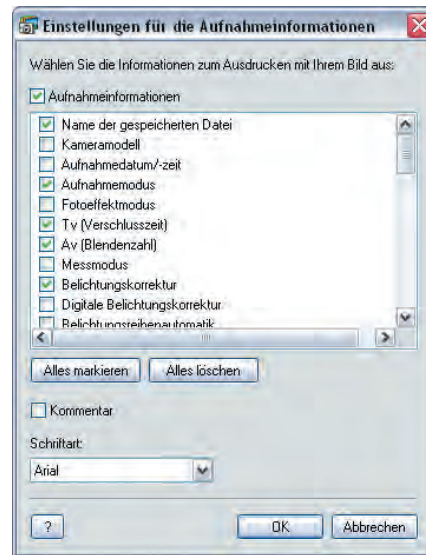 Einstellungen für die Aufnahmeinformationen
Wählen Sie die Informationen zum Ausdrucken mit Ihrem Bild aus:
Aufnahmeinformationen
Name der gespeicherten Datei
Kameramodell
Aufnahmedatum/-zeit
Aufnahmemodus
Fotoeffektmodus
Tv (Verschlusszeit)
Av (Blendenzahl)
Messmodus
Belichtungskorrektur
Digitale Belichtungskorrektur
Belichtungsreihenautomatik
Alles markieren Alles löschen
Kommentar
Schriftart:
Arial
? OK Abbrechen